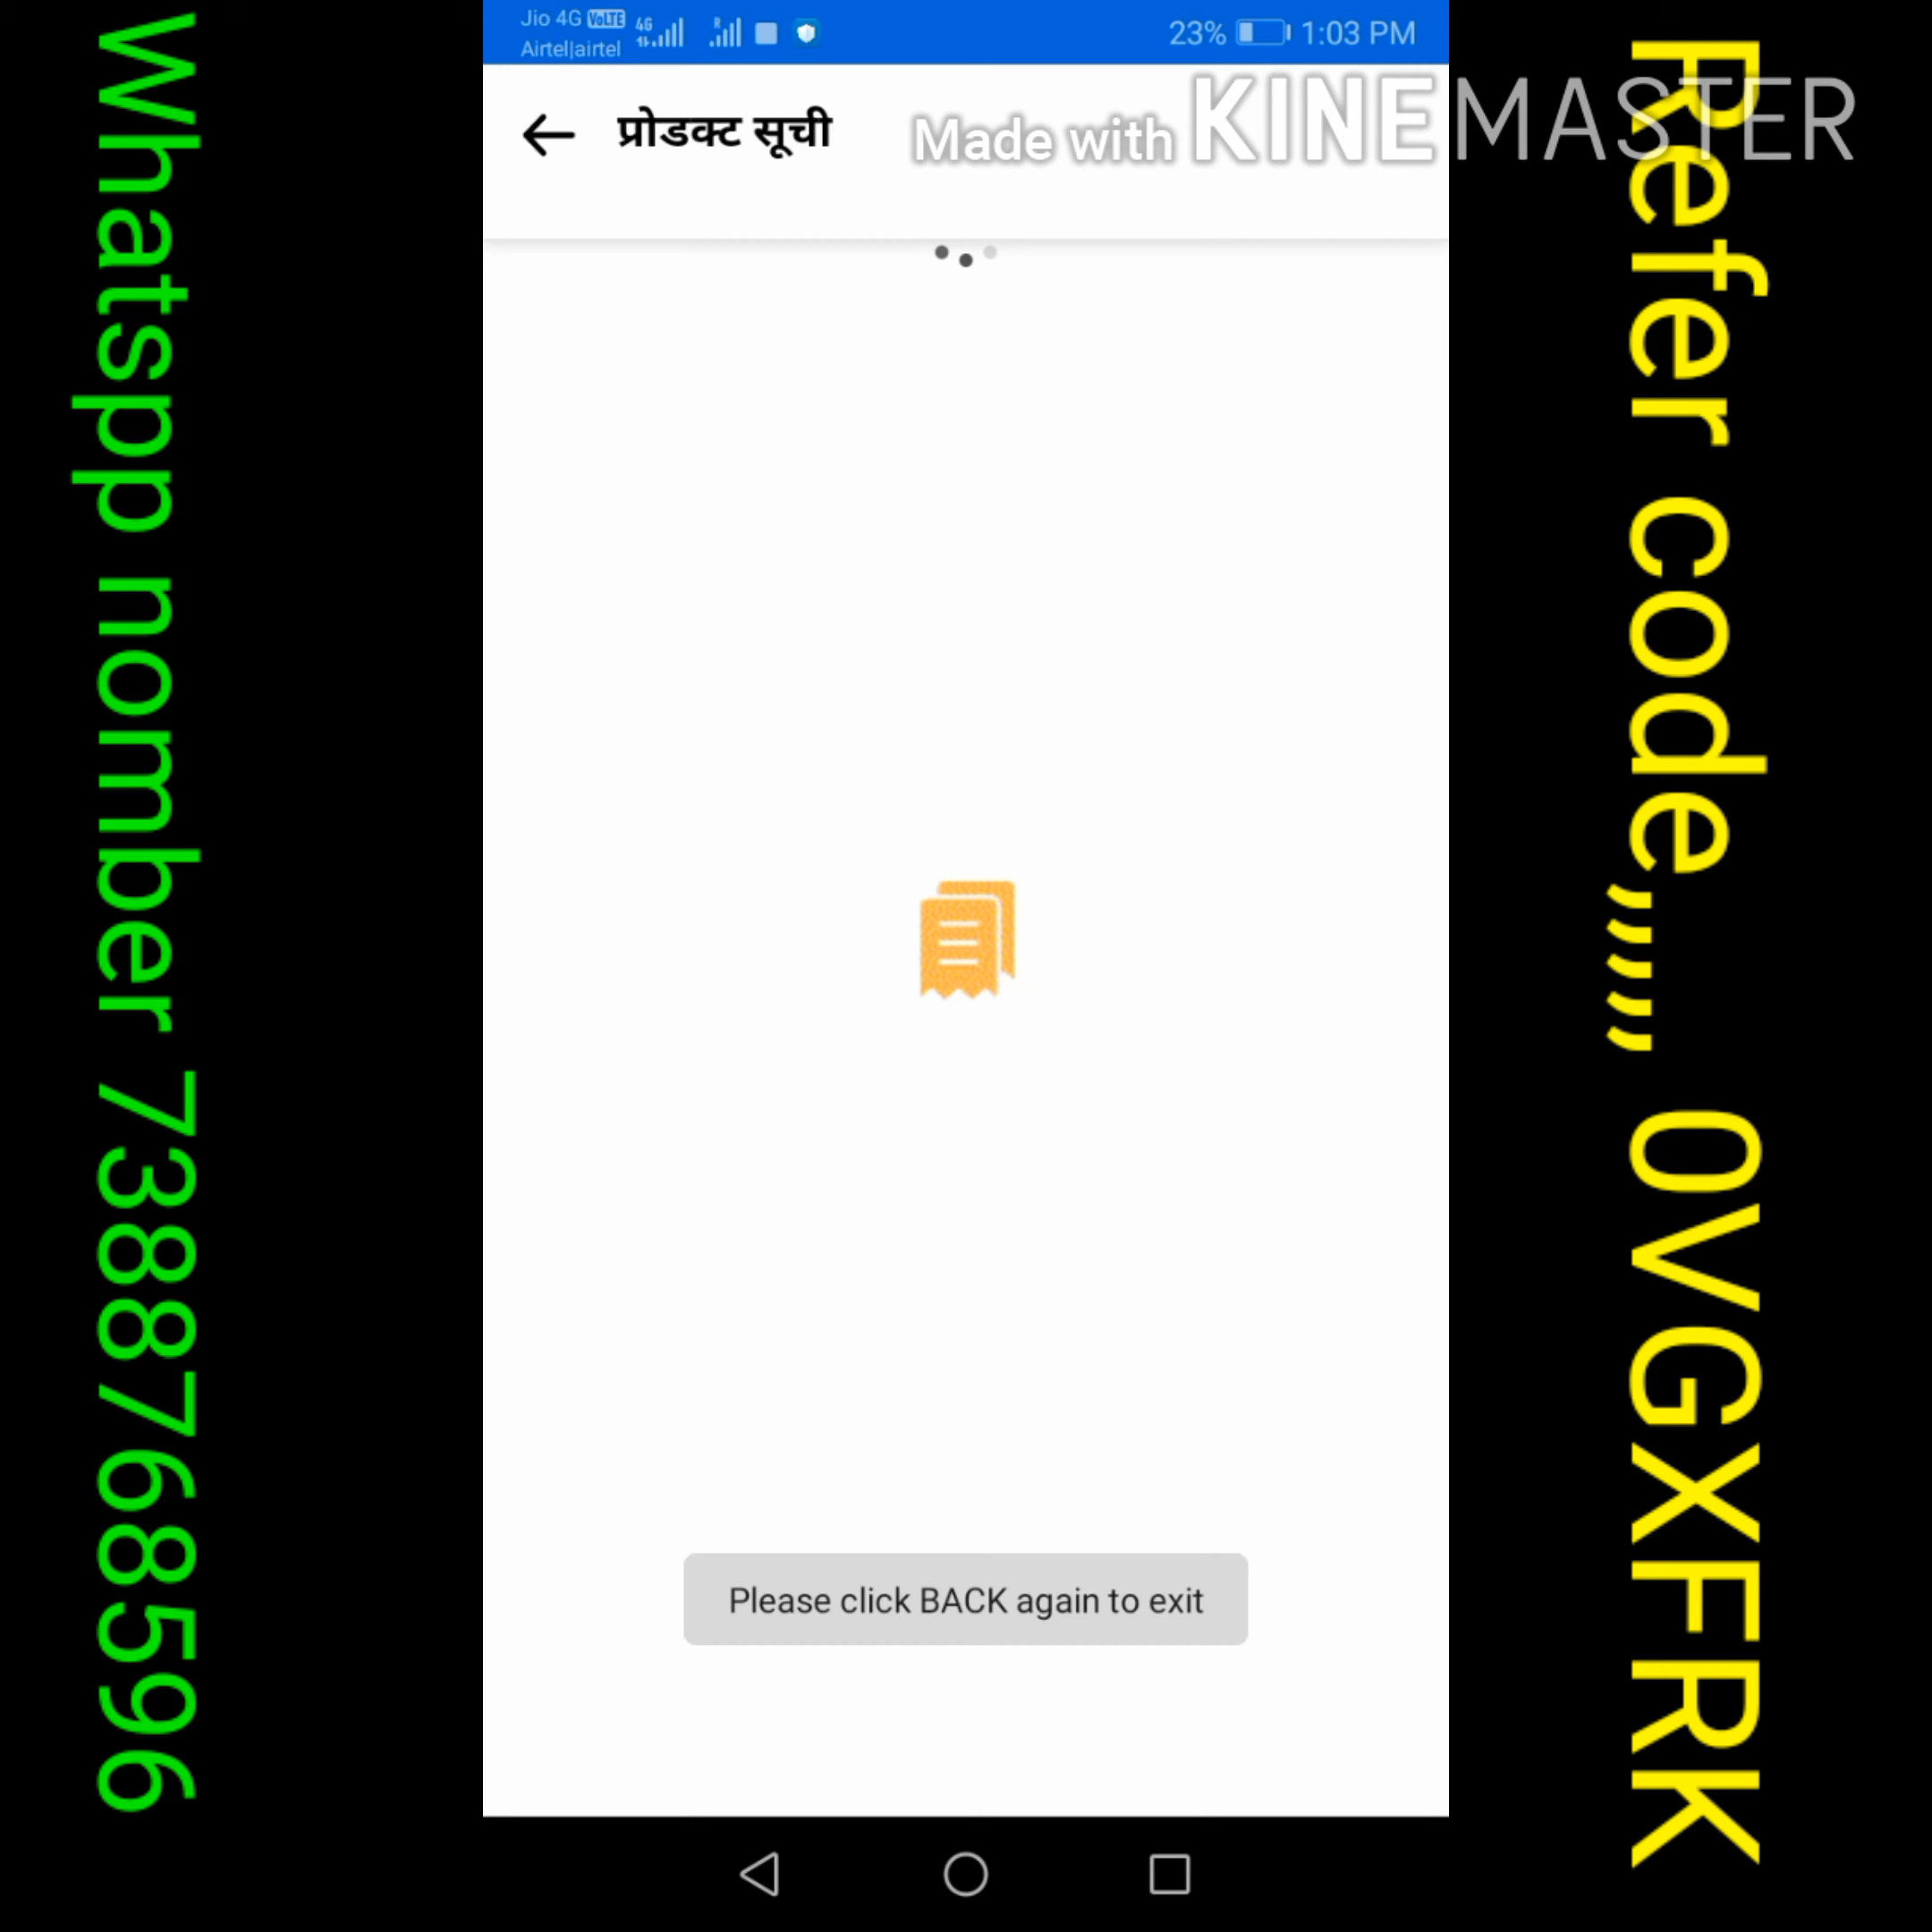 Jio 4G VoLTE 4G R
Airtel|airtel
23% 1:03 PM
प्रोडक्ट सूची
Made with KINEMASTER
Please click BACK again to exit
Whatspp nomber 7388768596
Refer code,,,,, 0VGXFRK